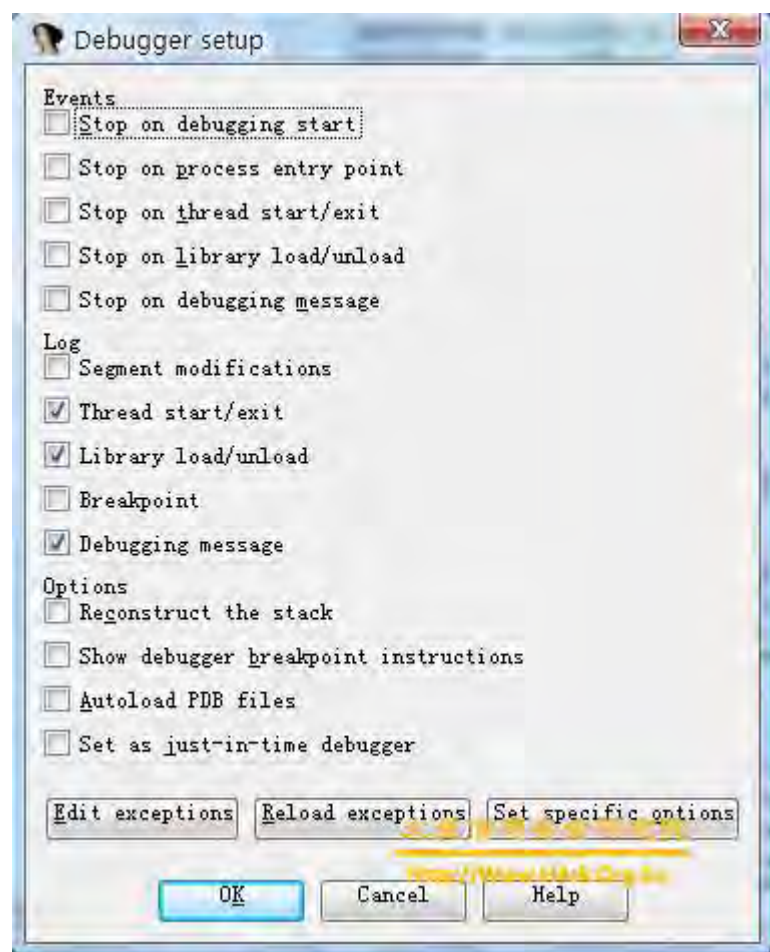 Debugger setup
Events
Stop on debugging start
Stop on process entry point
Stop on thread start/exit
Stop on library load/unload
Stop on debugging message
Log
Segment modifications
Thread start/exit
Library load/unload
Breakpoint
Debugging message
Options
Reconstruct the stack
Show debugger breakpoint instructions
Autoload PDB files
Set as just-in-time debugger
Edit exceptions Reload exceptions Set specific options
OK Cancel Help